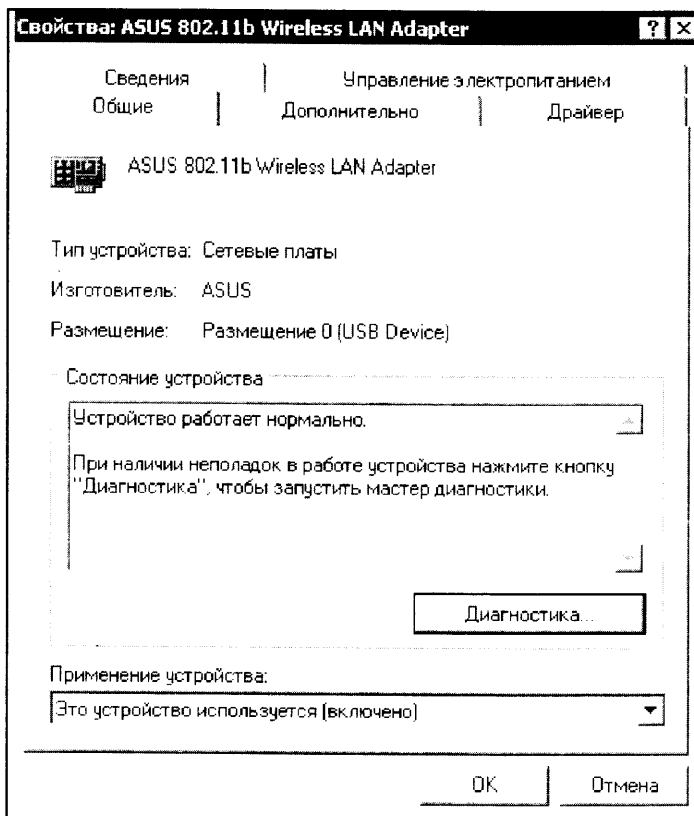 Свойства: ASUS 802.11b Wireless LAN Adapter
Сведения Управление электропитанием
Общие Дополнительно Драйвер
ASUS 802.11b Wireless LAN Adapter
Тип устройства: Сетевые платы
Изготовитель: ASUS
Размещение: Размещение 0 (USB Device)
Состояние устройства
Устройство работает нормально.
При наличии неполадок в работе устройства нажмите кнопку
"Диагностика", чтобы запустить мастер диагностики.
Диагностика...
Применение устройства:
Это устройство используется (включено)
OK Отмена